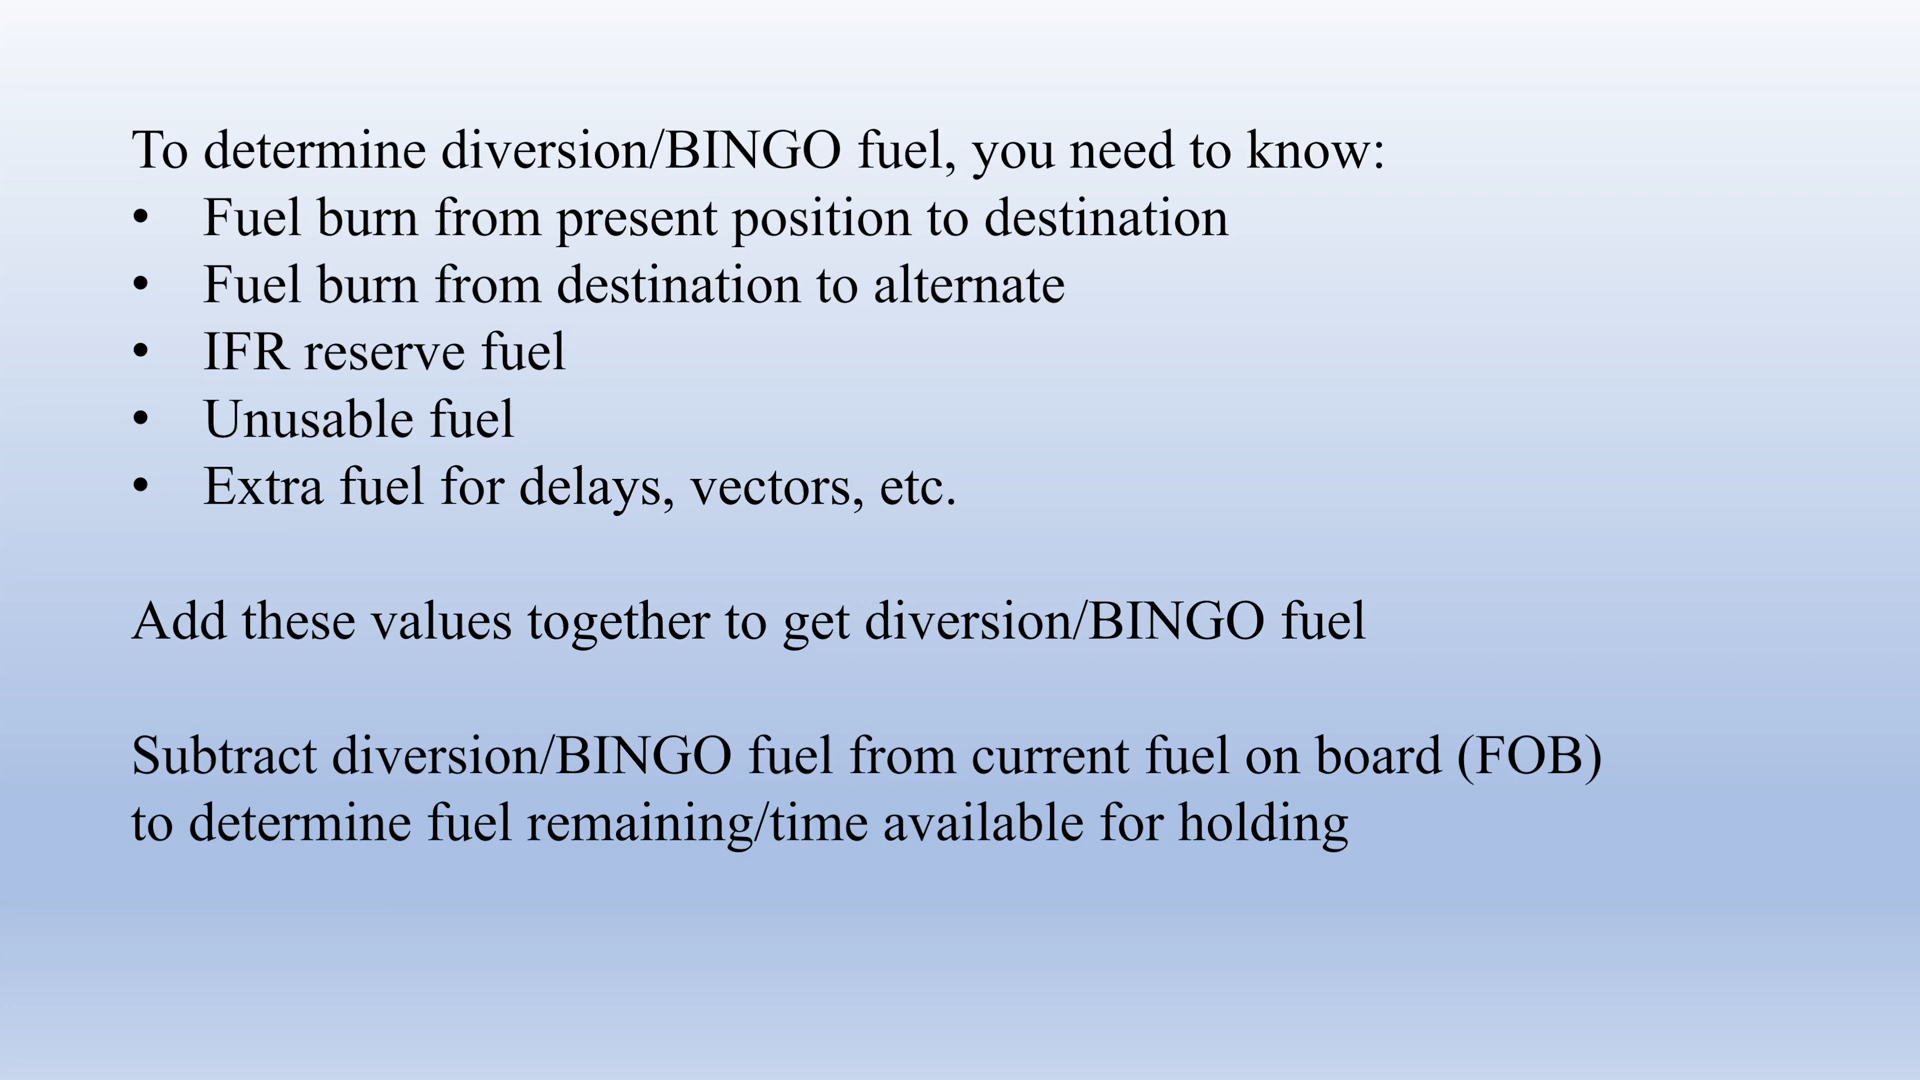 To determine diversion/BINGO fuel, you need to know:
• Fuel burn from present position to destination
• Fuel burn from destination to alternate
• IFR reserve fuel
• Unusable fuel
• Extra fuel for delays, vectors, etc.
Add these values together to get diversion/BINGO fuel
Subtract diversion/BINGO fuel from current fuel on board (FOB)
to determine fuel remaining/time available for holding